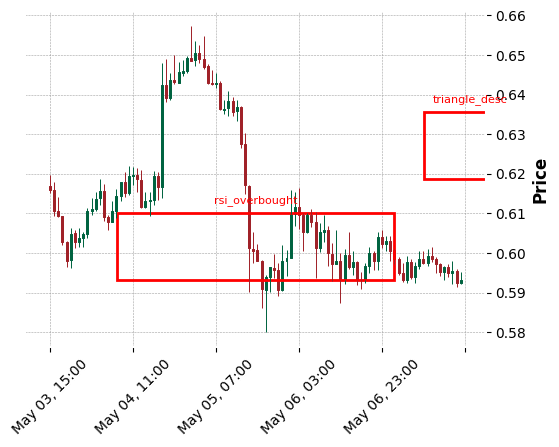 0.66
0.65
triangle_desc
0.64
0.63
Price
0.62
rsi_overbought
0.61
0.60
0.59
0.58
May 03, 15:00
May 04, 11:00
May 05, 07:00
May 06, 03:00
May 06, 23:00